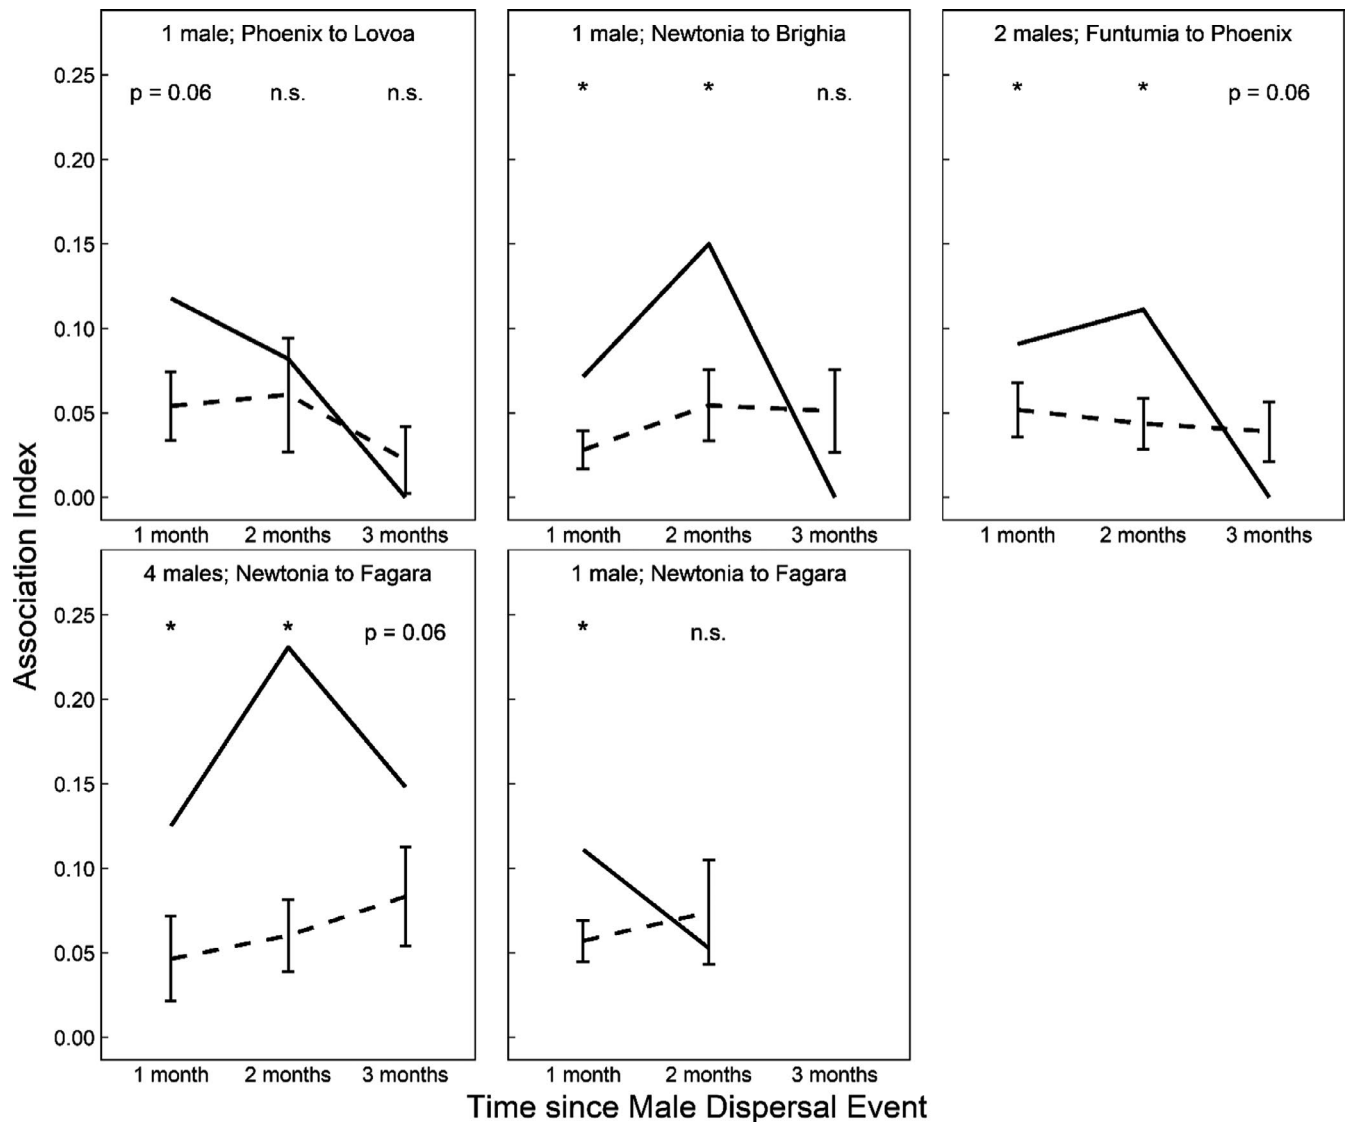 1 male; Phoenix to Lovoa
1 male; Newtonia to Brighia
2 males; Funtumia to Phoenix
p = 0.06 n.s. n.s.
* * n.s.
* * p = 0.06
0.25
0.20
0.15
0.10
0.05
0.00
1 month 2 months 3 months
1 month 2 months 3 months
1 month 2 months 3 months
4 males; Newtonia to Fagara
1 male; Newtonia to Fagara
* * p = 0.06
* n.s.
0.25
0.20
0.15
0.10
0.05
0.00
1 month 2 months 3 months
1 month 2 months 3 months
Association Index
Time since Male Dispersal Event